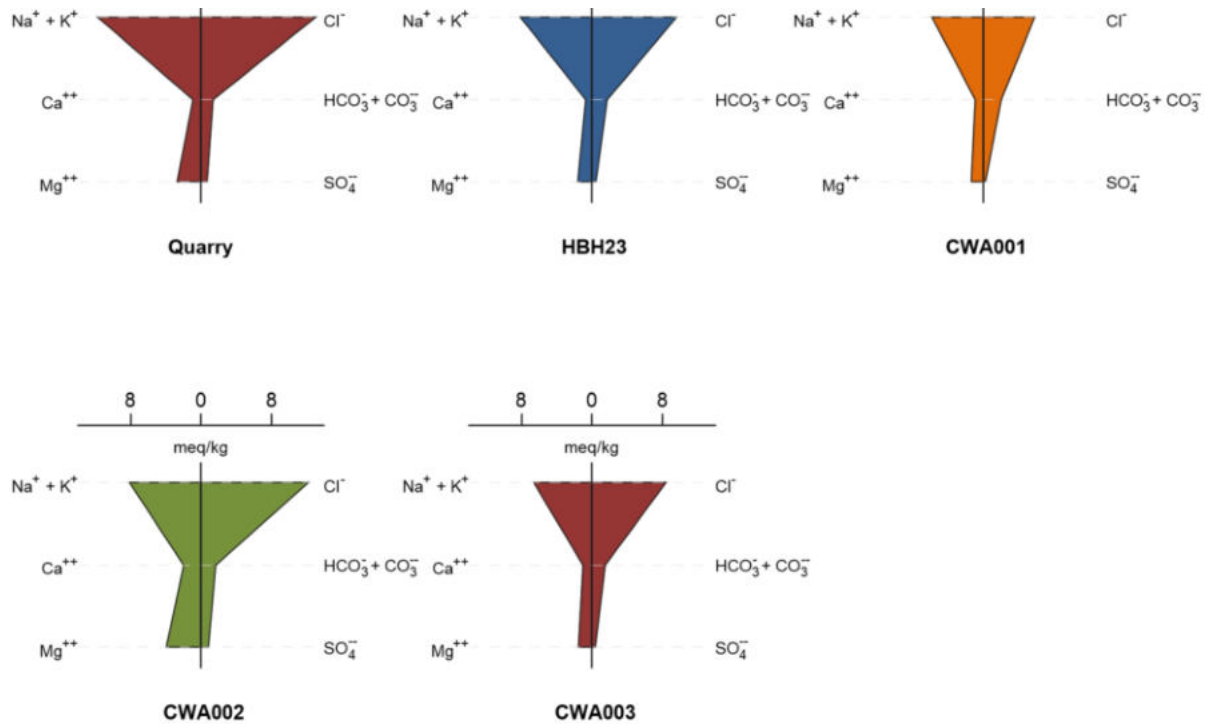 Na⁺ + K⁺ Cl⁻ Na⁺ + K⁺ Cl⁻ Na⁺ + K⁺ Cl⁻
Ca⁺⁺ HCO₃⁻ + CO₃⁻⁻ Ca⁺⁺ HCO₃⁻ + CO₃⁻⁻ Ca⁺⁺ HCO₃⁻ + CO₃⁻⁻
Mg⁺⁺ SO₄⁻⁻ Mg⁺⁺ SO₄⁻⁻ Mg⁺⁺ SO₄⁻⁻
Quarry HBH23 CWA001
8 0 8 8 0 8
meq/kg meq/kg
Na⁺ + K⁺ Cl⁻ Na⁺ + K⁺ Cl⁻
Ca⁺⁺ HCO₃⁻ + CO₃⁻⁻ Ca⁺⁺ HCO₃⁻ + CO₃⁻⁻
Mg⁺⁺ SO₄⁻⁻ Mg⁺⁺ SO₄⁻⁻
CWA002 CWA003